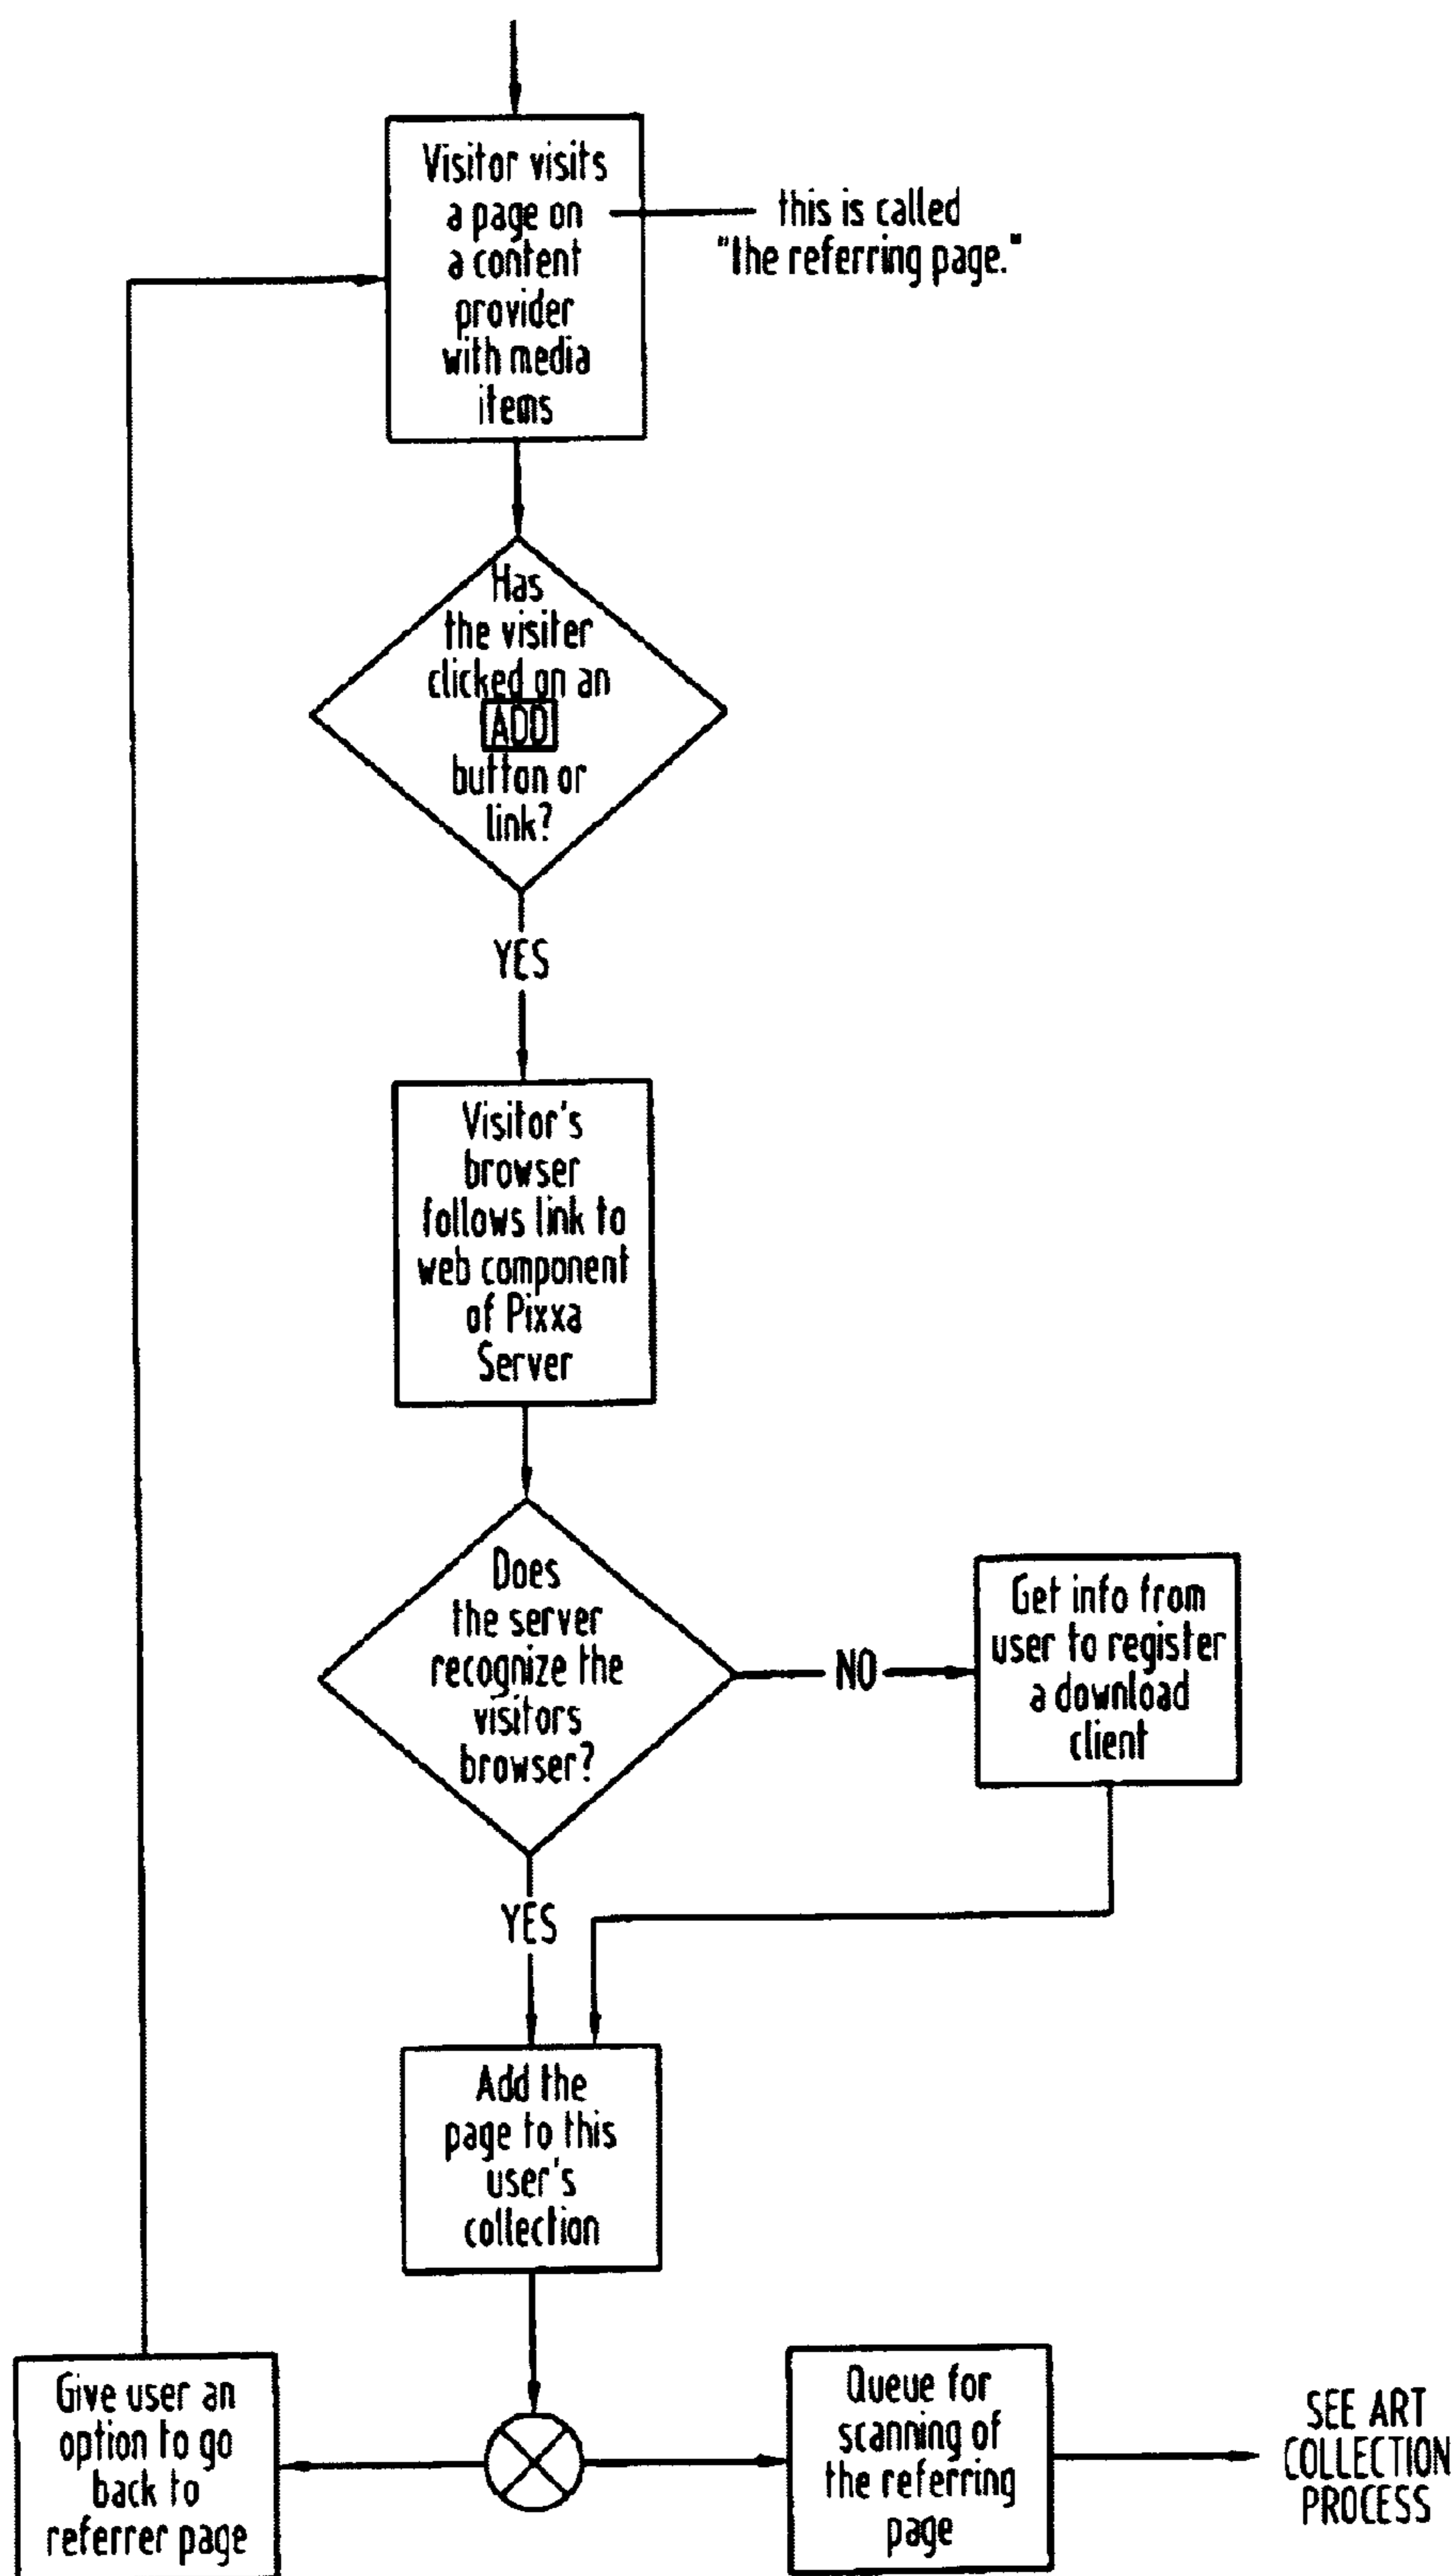 Visitor visits
a page on
a content
provider
with media
items
this is called
"the referring page."
Has
the visiter
clicked on an
ADD
button or
link?
YES
Visitor's
browser
follows link to
web component
of Pixxa
Server
Does
the server
recognize the
visitors
browser?
NO
Get info from
user to register
a download
client
YES
Add the
page to this
user's
collection
Give user an
option to go
back to
referrer page
Queue for
scanning of
the referring
page
SEE ART
COLLECTION
PROCESS